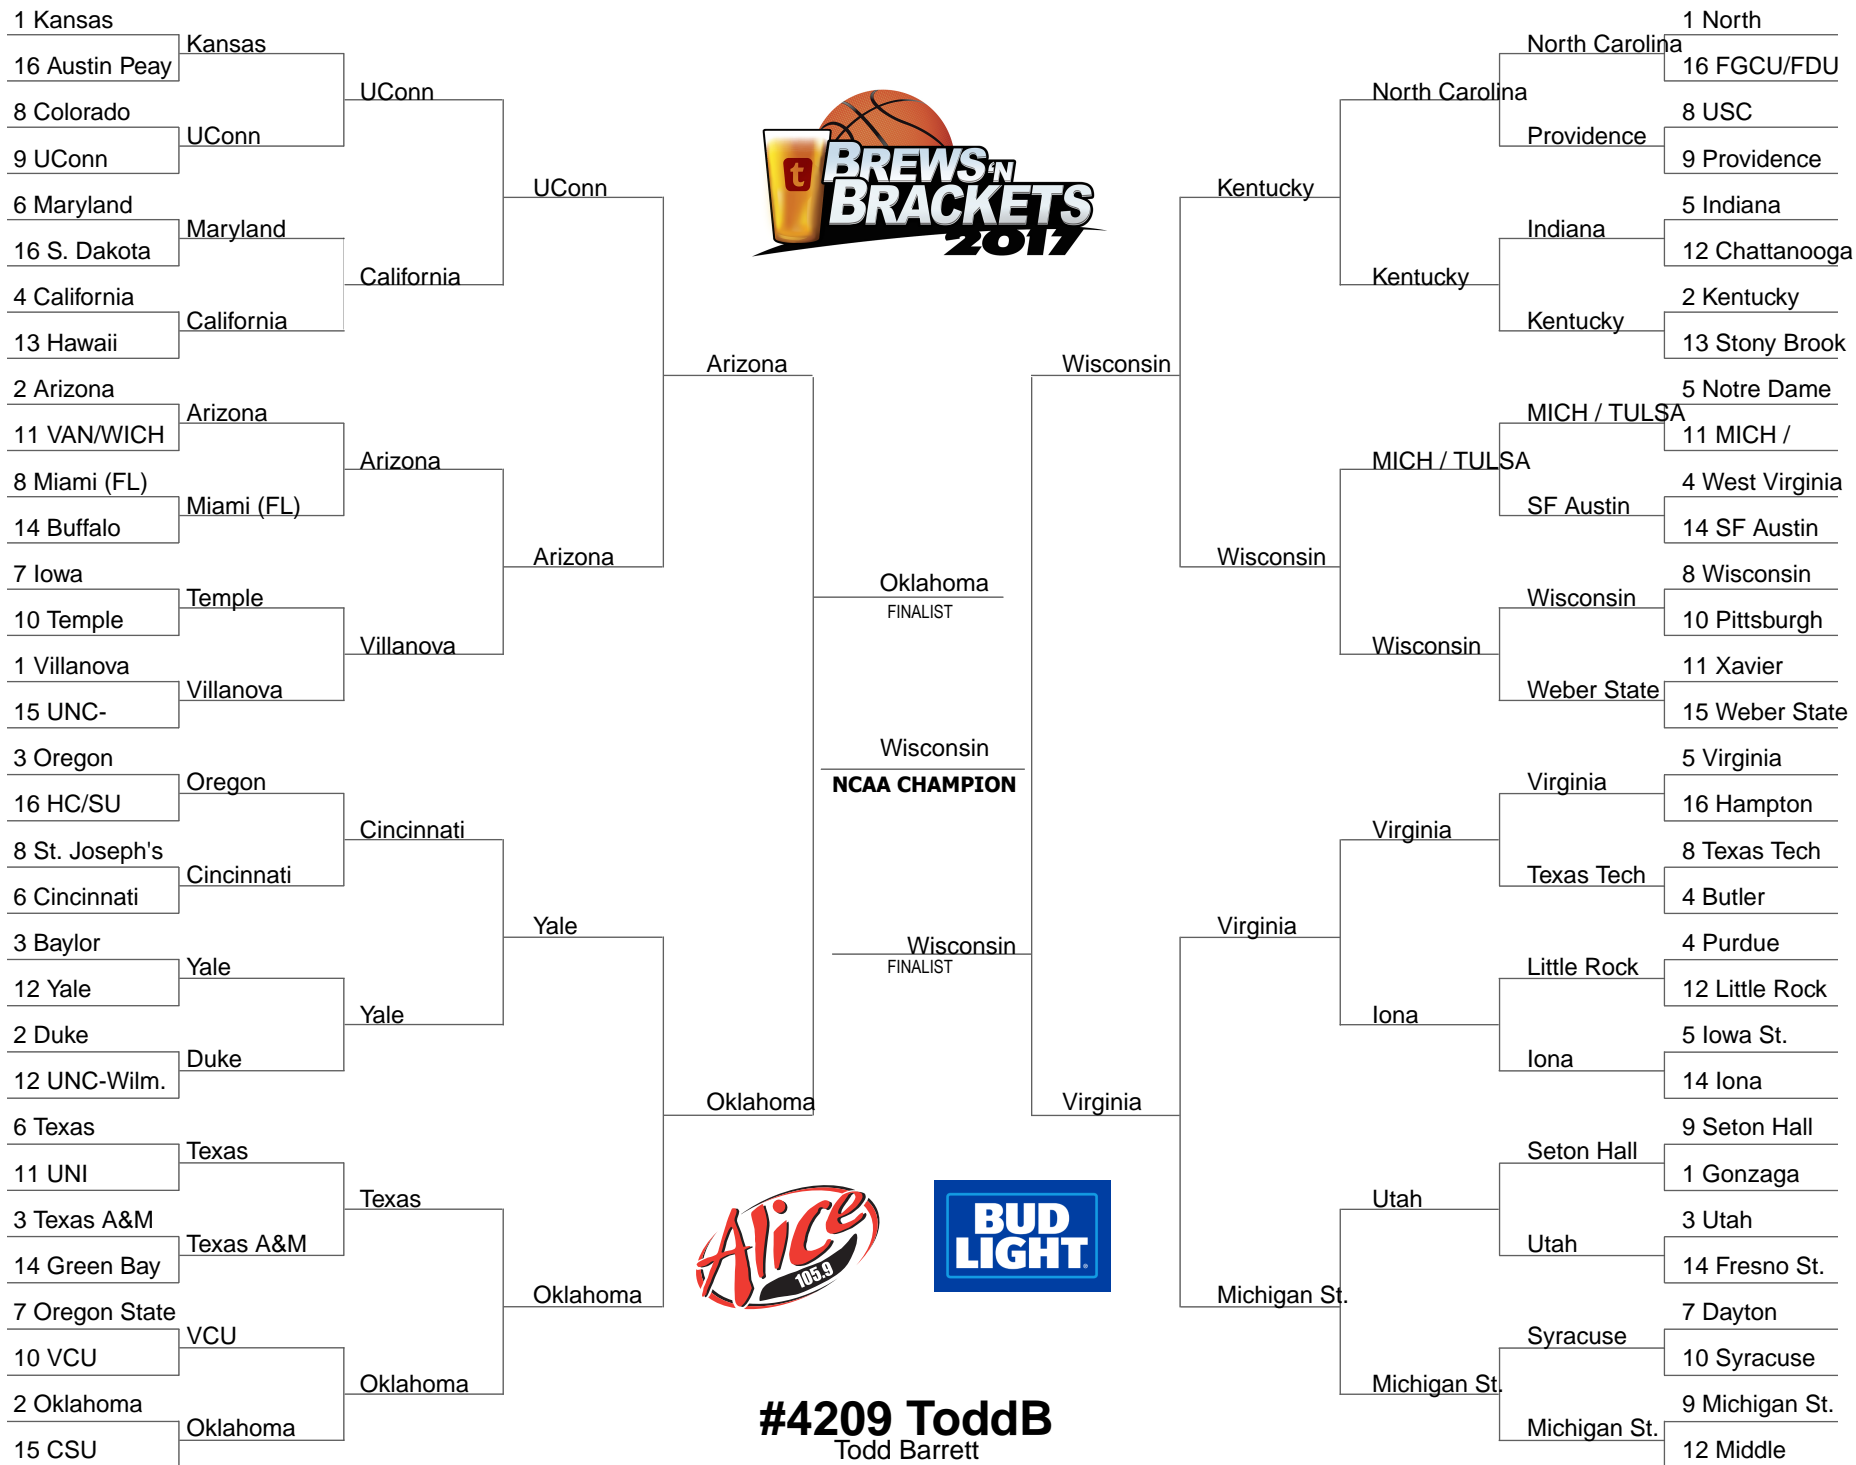 1 Kansas
16 Austin Peay
8 Colorado
9 UConn
6 Maryland
16 S. Dakota
4 California
13 Hawaii
2 Arizona
11 VAN/WICH
8 Miami (FL)
14 Buffalo
7 Iowa
10 Temple
1 Villanova
15 UNC-
3 Oregon
16 HC/SU
8 St. Joseph's
6 Cincinnati
3 Baylor
12 Yale
2 Duke
12 UNC-Wilm.
6 Texas
11 UNI
3 Texas A&M
14 Green Bay
7 Oregon State
10 VCU
2 Oklahoma
15 CSU
Kansas
UConn
Maryland
California
Arizona
Miami (FL)
Temple
Villanova
Oregon
Cincinnati
Yale
Duke
Texas
Texas A&M
VCU
Oklahoma
UConn
California
Arizona
Villanova
Cincinnati
Yale
Texas
Oklahoma
UConn
Arizona
Yale
Oklahoma
Arizona
Oklahoma
t
BREWS 'N
BRACKETS
2017
Oklahoma
FINALIST
Wisconsin
NCAA CHAMPION
Wisconsin
FINALIST
Alice
105.9
BUD
LIGHT
#4209 ToddB
Todd Barrett
Wisconsin
Virginia
Kentucky
Wisconsin
Virginia
Michigan St.
North Carolina
Kentucky
MICH / TULSA
Wisconsin
Virginia
Iona
Utah
Michigan St.
North Carolina
Providence
Indiana
Kentucky
MICH / TULSA
SF Austin
Wisconsin
Weber State
Virginia
Texas Tech
Little Rock
Iona
Seton Hall
Utah
Syracuse
Michigan St.
1 North
16 FGCU/FDU
8 USC
9 Providence
5 Indiana
12 Chattanooga
2 Kentucky
13 Stony Brook
5 Notre Dame
11 MICH /
4 West Virginia
14 SF Austin
8 Wisconsin
10 Pittsburgh
11 Xavier
15 Weber State
5 Virginia
16 Hampton
8 Texas Tech
4 Butler
4 Purdue
12 Little Rock
5 Iowa St.
14 Iona
9 Seton Hall
1 Gonzaga
3 Utah
14 Fresno St.
7 Dayton
10 Syracuse
9 Michigan St.
12 Middle